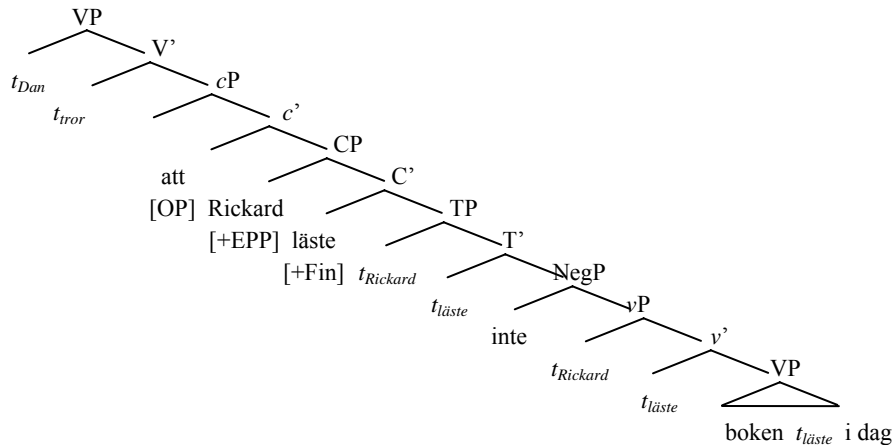 VP
V’
t_Dan cP
t_tror c’
CP
att C’
[OP] Rickard TP
[+EPP] läste T’
[+Fin] t_Rickard NegP
t_läste vP
inte v’
t_Rickard VP
t_läste
boken t_läste i dag